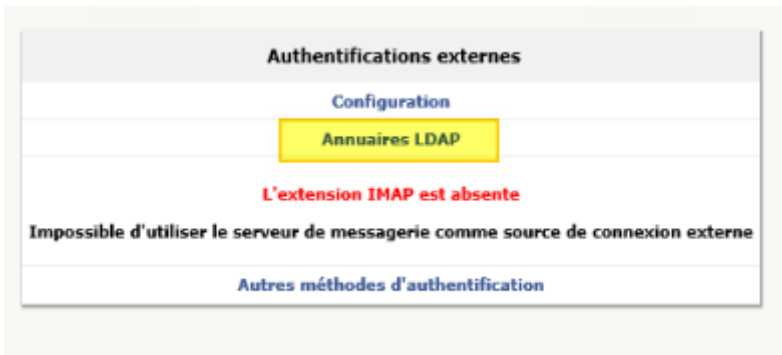 Authentifications externes
Configuration
Annuaires LDAP
L'extension IMAP est absente
Impossible d'utiliser le serveur de messagerie comme source de connexion externe
Autres méthodes d'authentification